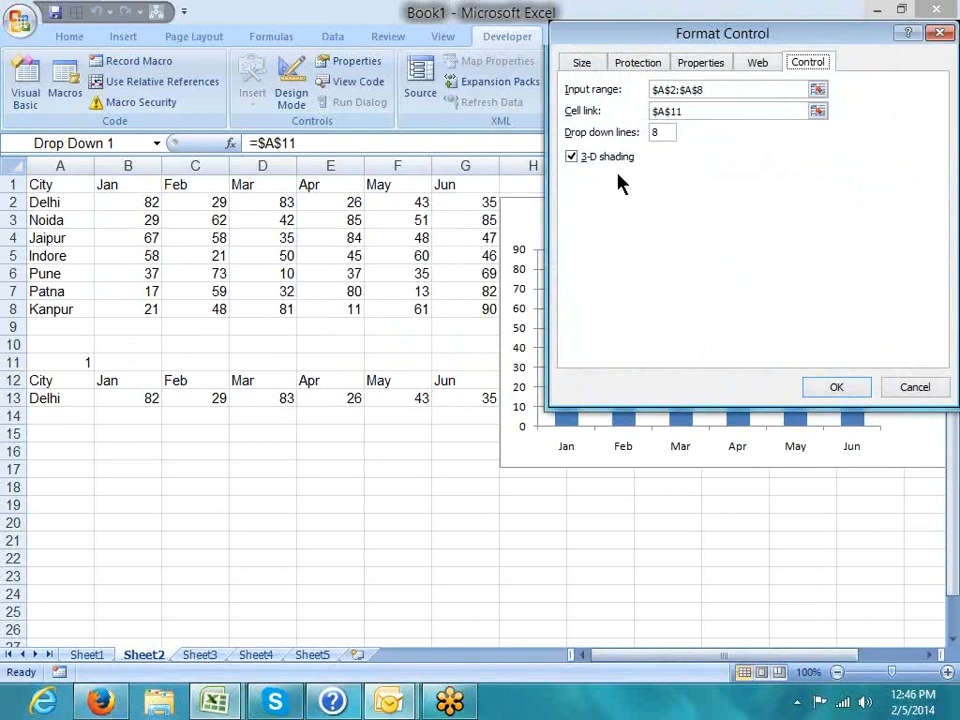 Book1 - Microsoft Excel
Home Insert Page Layout Formulas Data Review View Developer
Visual Basic
Macros
Record Macro
Use Relative References
Macro Security
Code
Insert
Design Mode
Properties
View Code
Run Dialog
Controls
Source
Map Properties
Expansion Packs
Refresh Data
XML
Format Control
Size Protection Properties Web Control
Input range: $A$2:$A$8
Cell link: $A$11
Drop down lines: 8
3-D shading
OK Cancel
Drop Down 1 fx =$A$11
A B C D E F G H
1 City Jan Feb Mar Apr May Jun
2 Delhi 82 29 83 26 43 35
3 Noida 29 62 42 85 51 85
4 Jaipur 67 58 35 84 48 47
5 Indore 58 21 50 45 60 46
6 Pune 37 73 10 37 35 69
7 Patna 17 59 32 80 13 82
8 Kanpur 21 48 81 11 61 90
9
10
11 1
12 City Jan Feb Mar Apr May Jun
13 Delhi 82 29 83 26 43 35
14
15
16
17
18
19
20
21
22
23
24
25
26
27
90
80
70
60
50
40
30
20
10
0
Jan Feb Mar Apr May Jun
Sheet1 Sheet2 Sheet3 Sheet4 Sheet5
Ready 100%
12:46 PM
2/5/2014